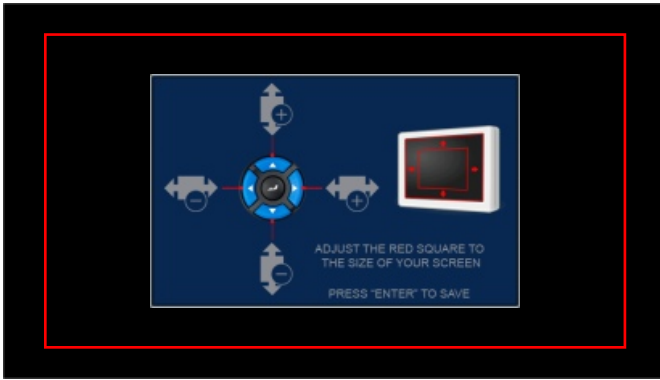 ADJUST THE RED SQUARE TO
THE SIZE OF YOUR SCREEN
PRESS "ENTER" TO SAVE